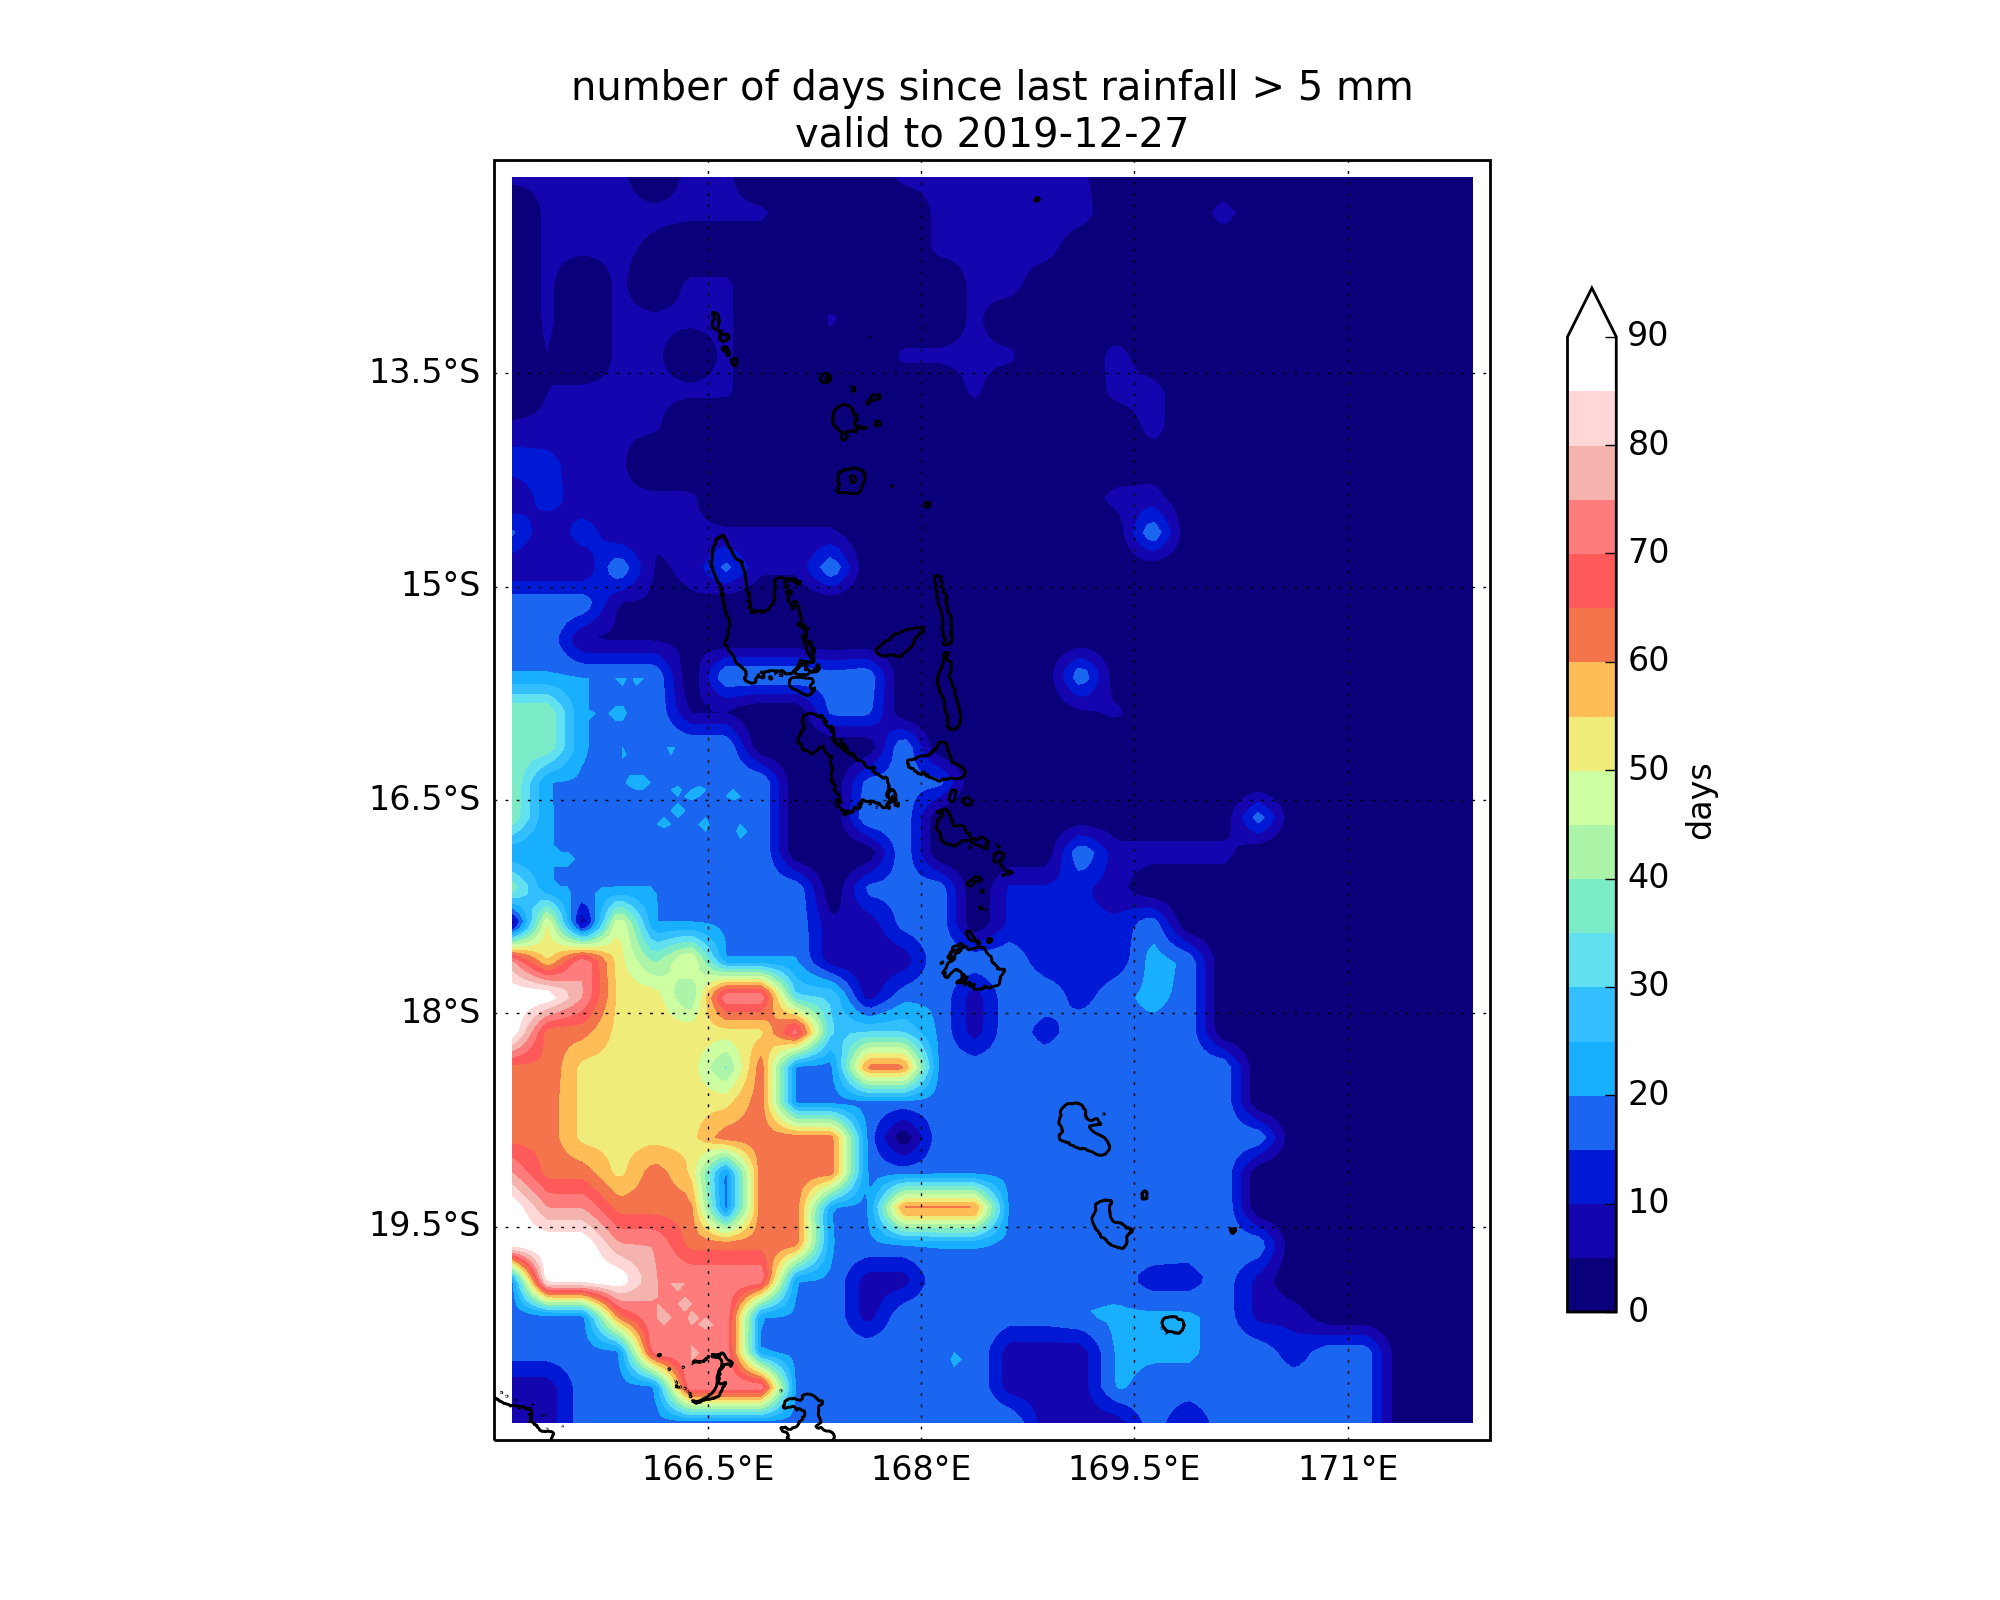 number of days since last rainfall > 5 mm
valid to 2019-12-27
13.5°S
15°S
16.5°S
18°S
19.5°S
166.5°E
168°E
169.5°E
171°E
90
80
70
60
50
40
30
20
10
0
days